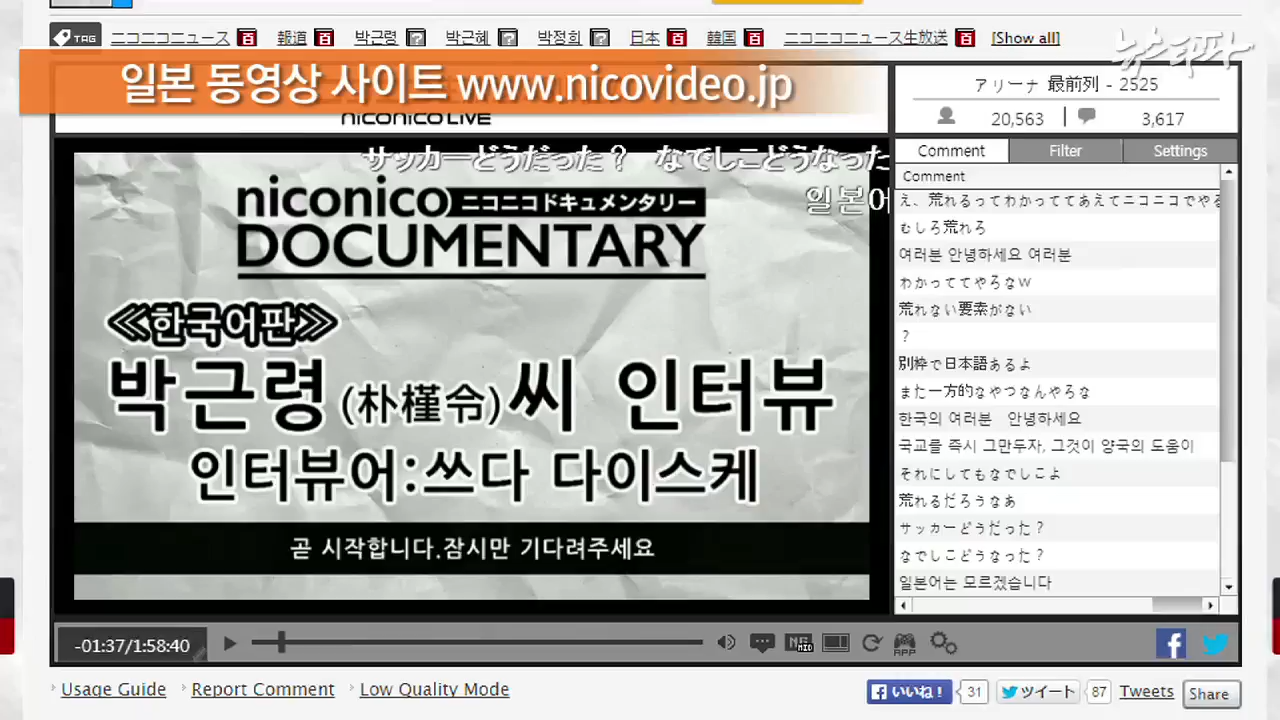 TAG ニコニコニュース 百 報道 百 박근령 ? 박근혜 ? 박정희 ? 日本 百 韓国 百 ニコニコニュース生放送 百 [Show all]
뉴스타파
일본 동영상 사이트 www.nicovideo.jp
niconico LIVE
アリーナ 最前列 - 2525
20,563 3,617
Comment Filter Settings
Comment
サッカーどうだった？ なでしこどうなった
일본어
niconico ニコニコドキュメンタリー
DOCUMENTARY
≪한국어판≫
박근령(朴槿令)씨 인터뷰
인터뷰어:쓰다 다이스케
곧 시작합니다.잠시만 기다려주세요
え、荒れるってわかっててあえてニコニコでやる
むしろ荒れろ
여러분 안녕하세요 여러분
わかっててやろなw
荒れない要素がない
?
別枠で日本語あるよ
また一方的なやつなんやろな
한국의 여러분 안녕하세요
국교를 즉시 그만두자, 그것이 양국의 도움이
それにしてもなでしこよ
荒れるだろうなあ
サッカーどうだった？
なでしこどうなった？
일본어는 모르겠습니다
-01:37/1:58:40
NG MID
APP
Usage Guide Report Comment Low Quality Mode
いいね！ 31 ツイート 87 Tweets Share